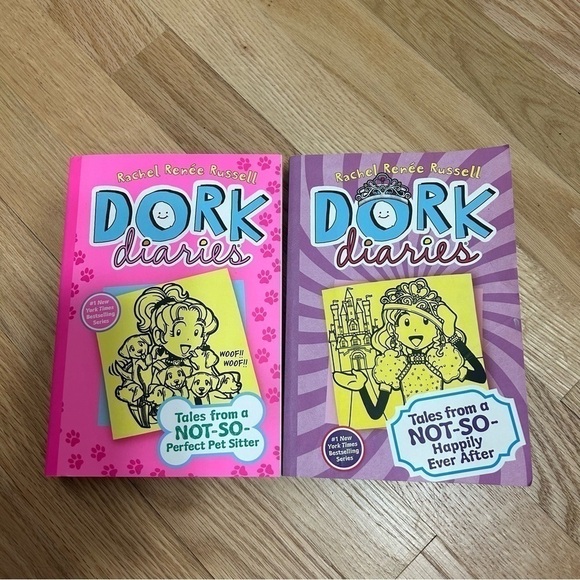 Rachel Renée Russell
DORK
diaries
#1 New
York Times
Bestselling
Series
WOOF!!
WOOF!!
Tales from a
NOT-SO-
Perfect Pet Sitter
Rachel Renée Russell
DORK
diaries
Tales from a
NOT-SO-
Happily
Ever After
#1 New
York Times
Bestselling
Series